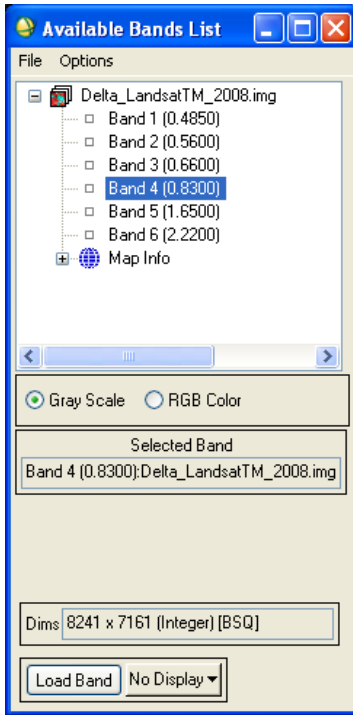 Available Bands List
File Options
Delta_LandsatTM_2008.img
Band 1 (0.4850)
Band 2 (0.5600)
Band 3 (0.6600)
Band 4 (0.8300)
Band 5 (1.6500)
Band 6 (2.2200)
Map Info
Gray Scale RGB Color
Selected Band
Band 4 (0.8300):Delta_LandsatTM_2008.img
Dims 8241 x 7161 (Integer) [BSQ]
Load Band No Display